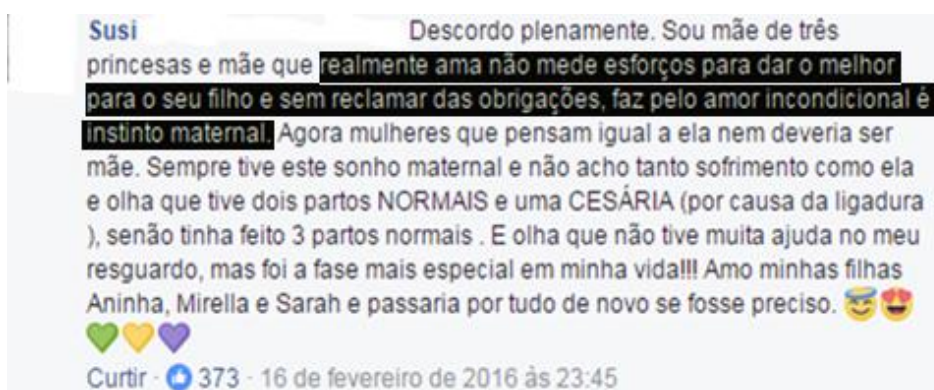 Susi Descordo plenamente. Sou mãe de três
princesas e mãe que realmente ama não mede esforços para dar o melhor
para o seu filho e sem reclamar das obrigações, faz pelo amor incondicional é
instinto maternal. Agora mulheres que pensam igual a ela nem deveria ser
mãe. Sempre tive este sonho maternal e não acho tanto sofrimento como ela
e olha que tive dois partos NORMAIS e uma CESÁRIA (por causa da ligadura
), senão tinha feito 3 partos normais . E olha que não tive muita ajuda no meu
resguardo, mas foi a fase mais especial em minha vida!!! Amo minhas filhas
Aninha, Mirella e Sarah e passaria por tudo de novo se fosse preciso. 😇😍
💚💛💜
Curtir · 373 · 16 de fevereiro de 2016 às 23:45